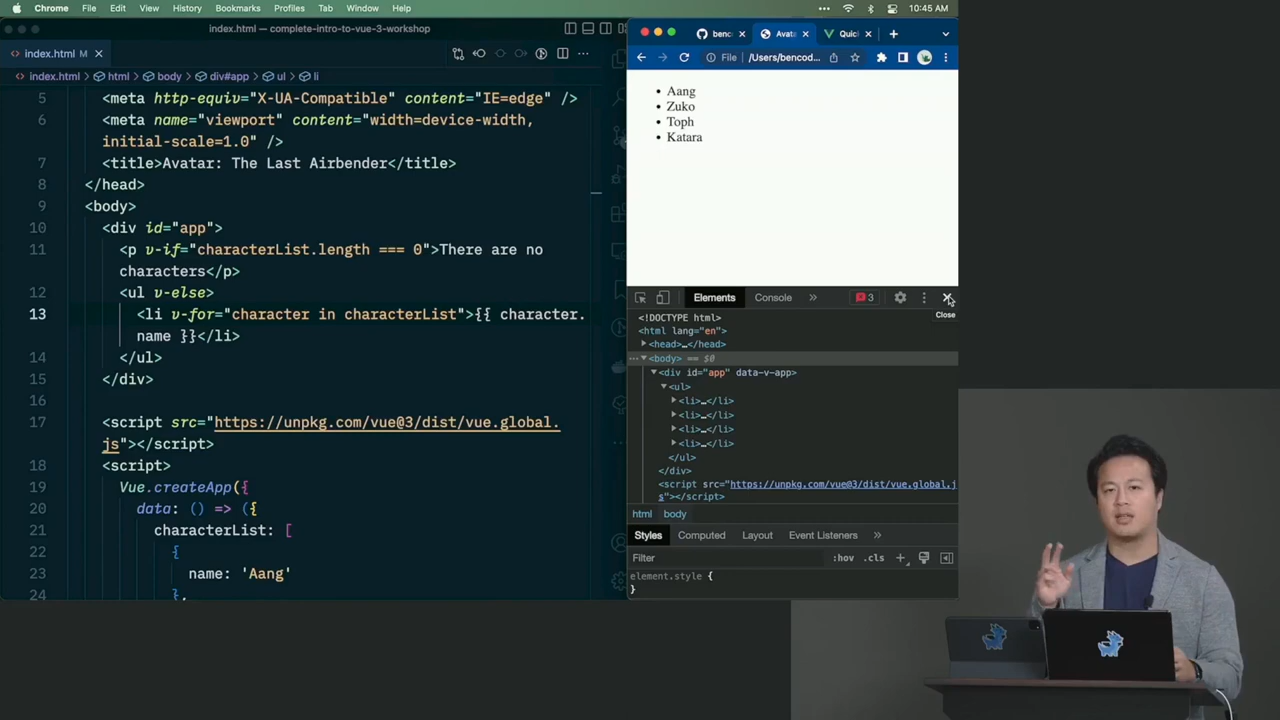 Chrome File Edit View History Bookmarks Profiles Tab Window Help
10:45 AM
index.html — complete-intro-to-vue-3-workshop
index.html M
index.html > html > body > div#app > ul > li
5 <meta http-equiv="X-UA-Compatible" content="IE=edge" />
6 <meta name="viewport" content="width=device-width,
initial-scale=1.0" />
7 <title>Avatar: The Last Airbender</title>
8 </head>
9 <body>
10 <div id="app">
11 <p v-if="characterList.length === 0">There are no
characters</p>
12 <ul v-else>
13 <li v-for="character in characterList">{{ character.
name }}</li>
14 </ul>
15 </div>
16
17 <script src="https://unpkg.com/vue@3/dist/vue.global.
js"></script>
18 <script>
19 Vue.createApp({
20 data: () => ({
21 characterList: [
22 {
23 name: 'Aang'
24 },
benc Avata Quic
File /Users/bencod...
• Aang
• Zuko
• Toph
• Katara
Elements Console » 3
Close
<!DOCTYPE html>
<html lang="en">
<head>…</head>
<body> == $0
<div id="app" data-v-app>
<ul>
<li>…</li>
<li>…</li>
<li>…</li>
<li>…</li>
</ul>
</div>
<script src="https://unpkg.com/vue@3/dist/vue.global.j
s"></script>
html body
Styles Computed Layout Event Listeners »
Filter :hov .cls +
element.style {
}